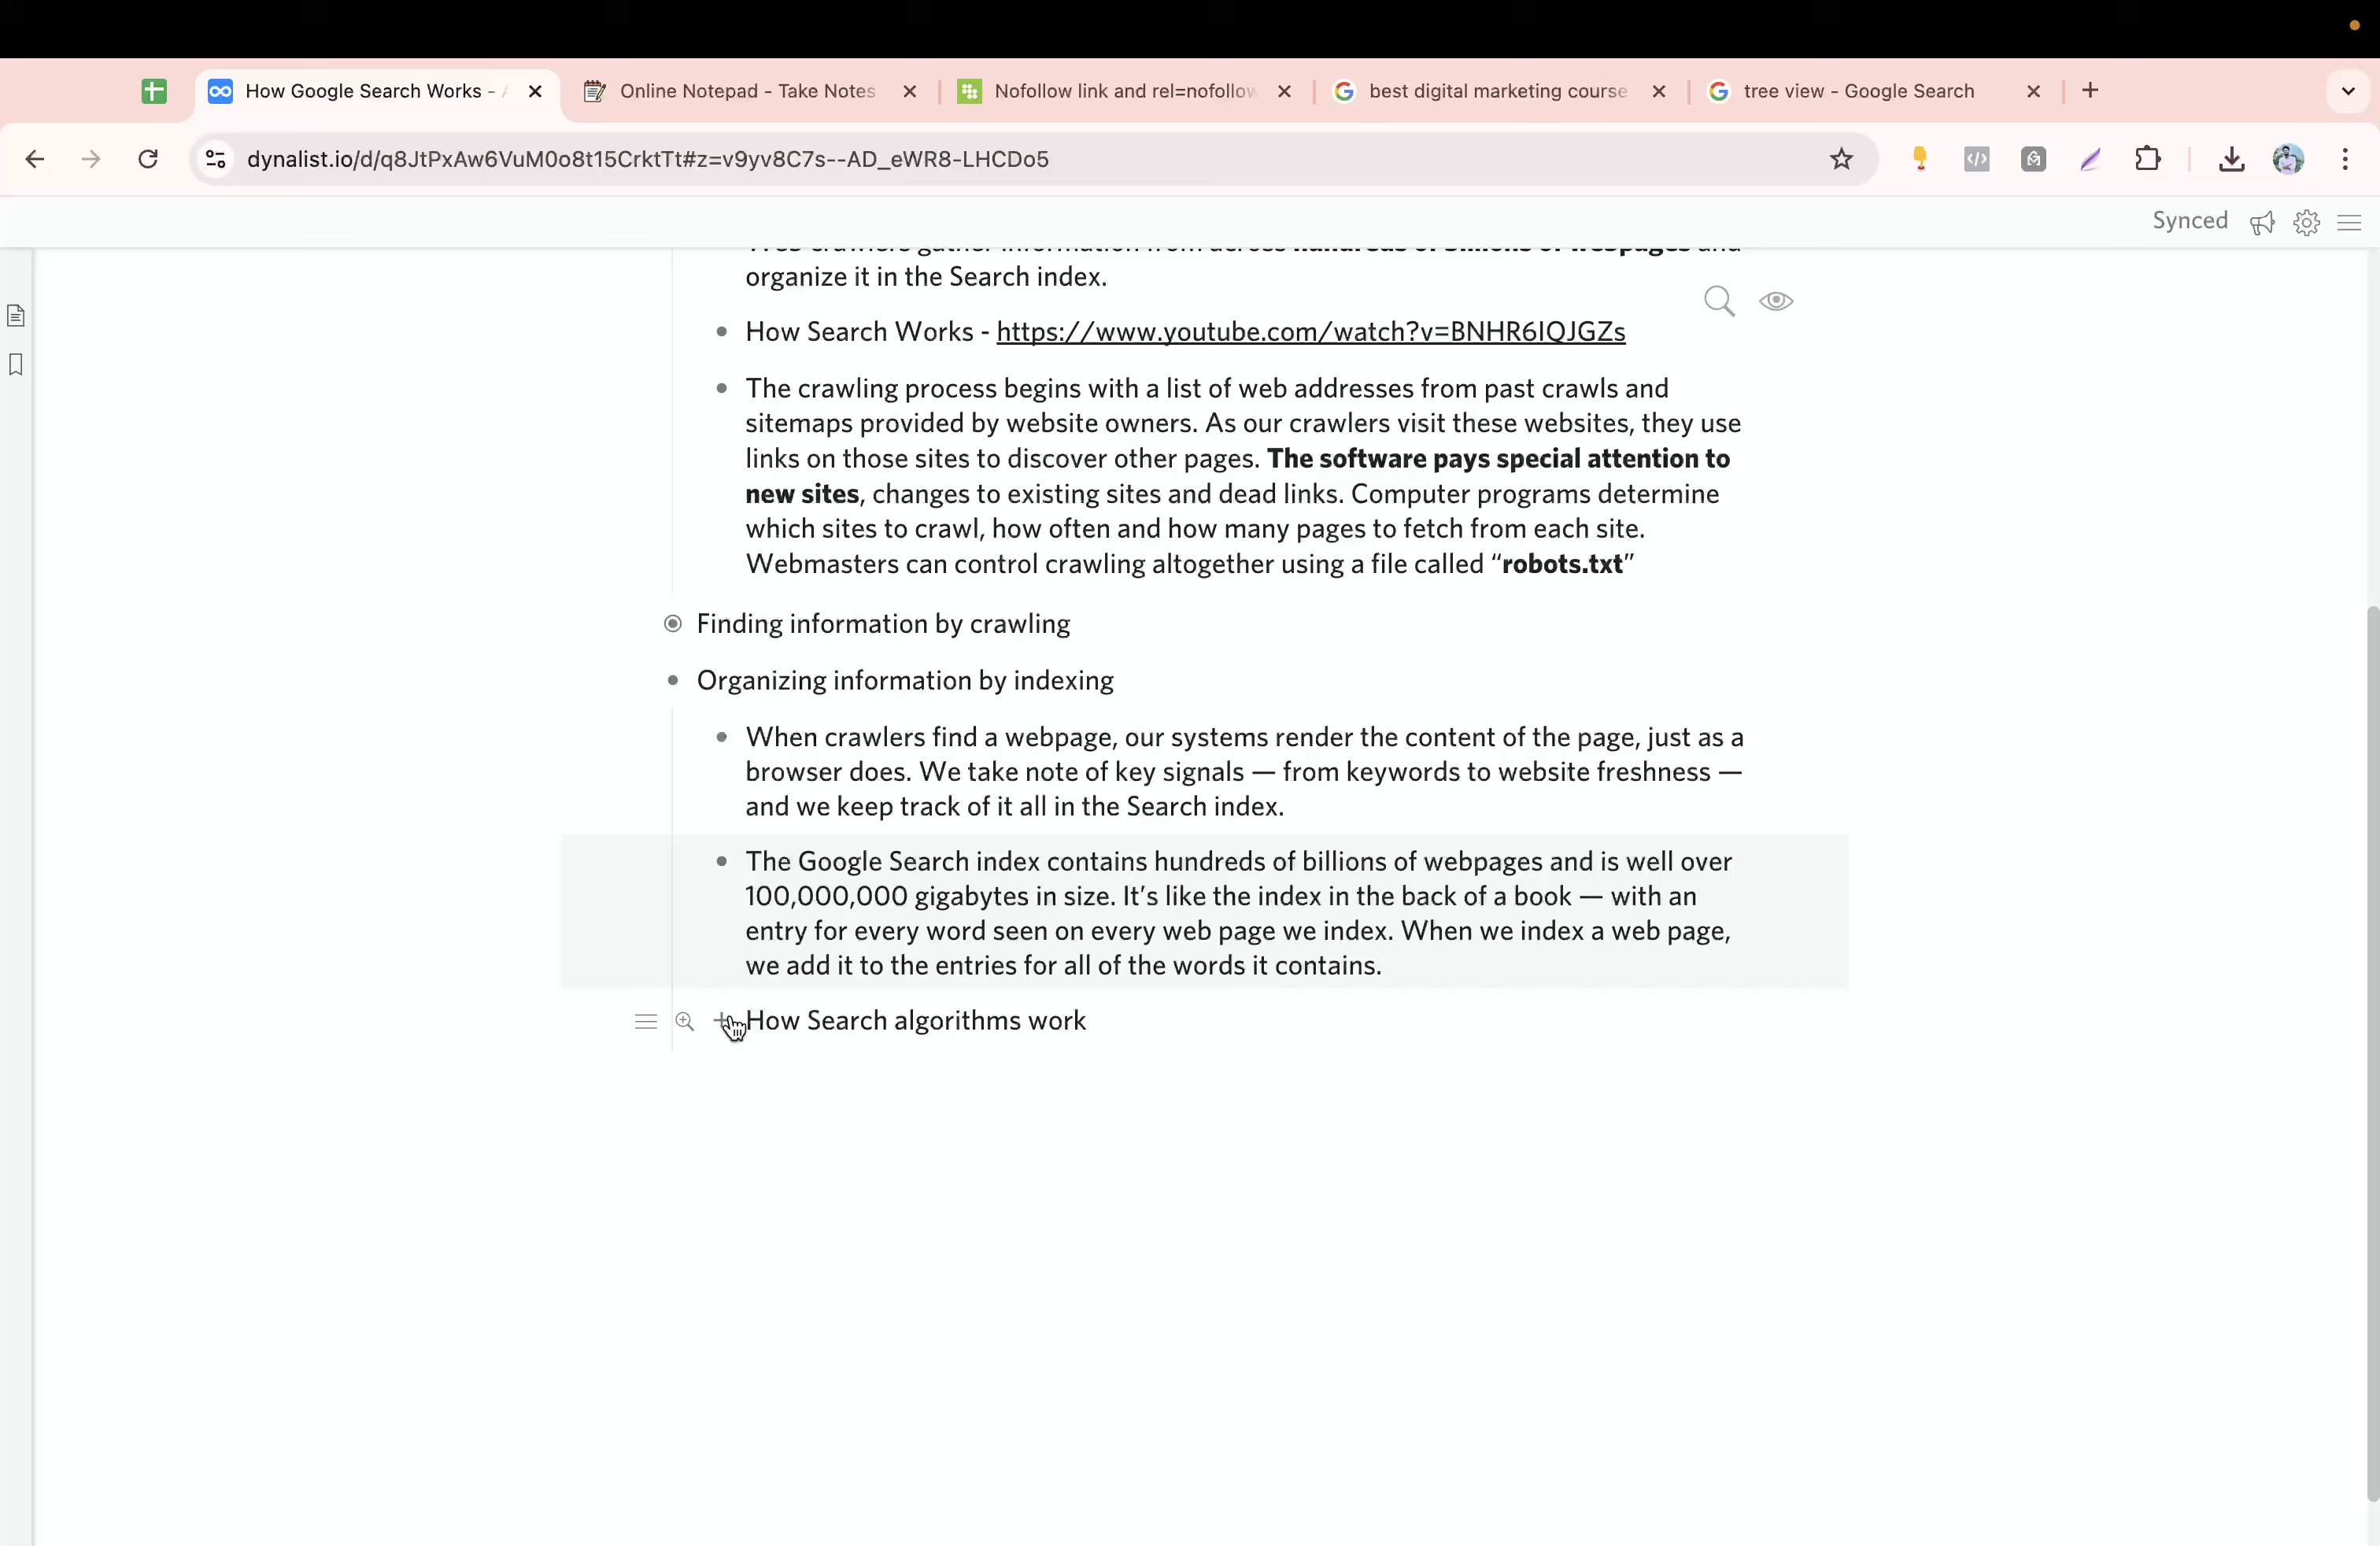 How Google Search Works -
Online Notepad - Take Notes
Nofollow link and rel=nofollow
best digital marketing course
tree view - Google Search
dynalist.io/d/q8JtPxAw6VuM0o8t15CrktTt#z=v9yv8C7s--AD_eWR8-LHCDo5
Synced
Web crawlers gather information from across hundreds of billions of webpages and
organize it in the Search index.
How Search Works - https://www.youtube.com/watch?v=BNHR6IQJGZs
The crawling process begins with a list of web addresses from past crawls and
sitemaps provided by website owners. As our crawlers visit these websites, they use
links on those sites to discover other pages. The software pays special attention to
new sites, changes to existing sites and dead links. Computer programs determine
which sites to crawl, how often and how many pages to fetch from each site.
Webmasters can control crawling altogether using a file called “robots.txt”
Finding information by crawling
Organizing information by indexing
When crawlers find a webpage, our systems render the content of the page, just as a
browser does. We take note of key signals — from keywords to website freshness —
and we keep track of it all in the Search index.
The Google Search index contains hundreds of billions of webpages and is well over
100,000,000 gigabytes in size. It’s like the index in the back of a book — with an
entry for every word seen on every web page we index. When we index a web page,
we add it to the entries for all of the words it contains.
How Search algorithms work